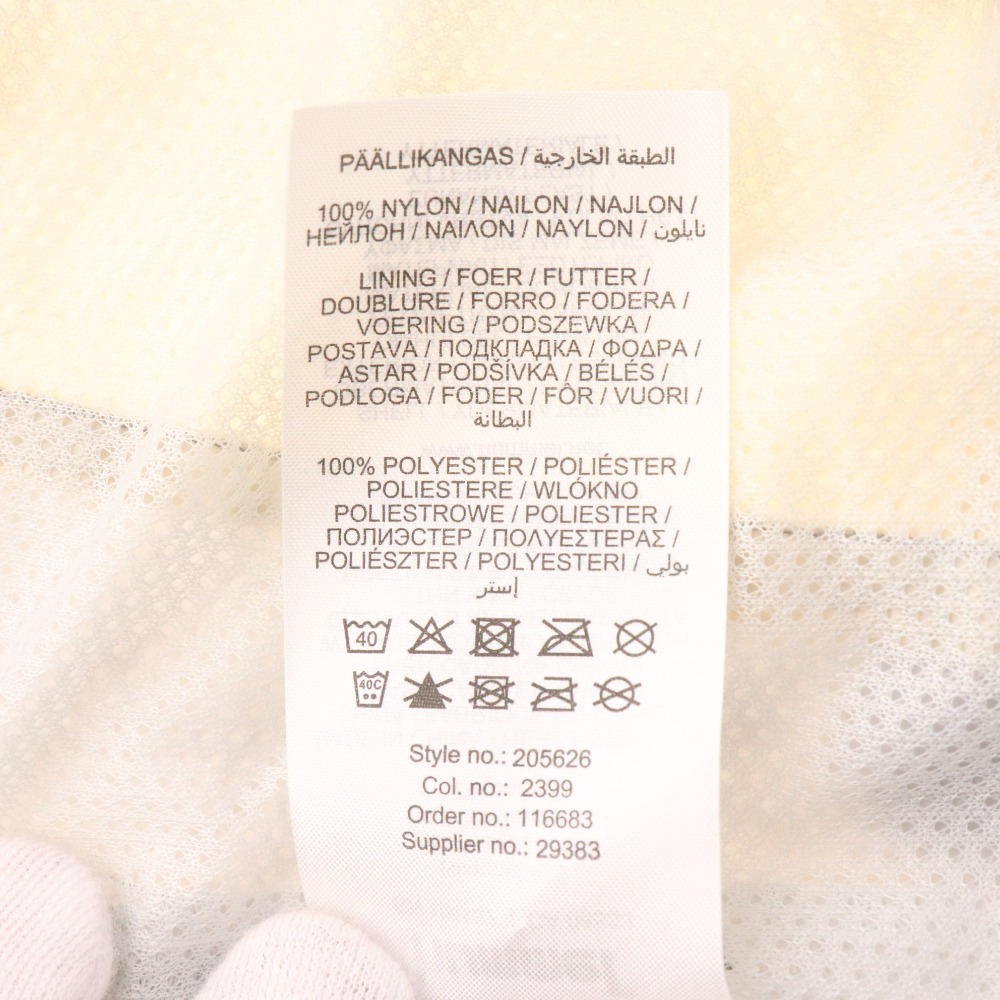 PÄÄLLIKANGAS / الطبقة الخارجية
100% NYLON / NAILON / NAJLON /
НЕЙЛОН / ΝΑΙΛΟΝ / NAYLON / نايلون
LINING / FOER / FUTTER /
DOUBLURE / FORRO / FODERA /
VOERING / PODSZEWKA /
POSTAVA / ПОДКЛАДКА / ΦΟΔΡΑ /
ASTAR / PODŠÍVKA / BÉLÉS /
PODLOGA / FODER / FÔR / VUORI /
البطانة
100% POLYESTER / POLIÉSTER /
POLIESTERE / WLÓKNO
POLIESTROWE / POLIESTER /
ПОЛИЭСТЕР / ΠΟΛΥΕΣΤΕΡΑΣ /
POLIÉSZTER / POLYESTERI / بولي
إستر
40
40C
Style no.: 205626
Col. no.: 2399
Order no.: 116683
Supplier no.: 29383